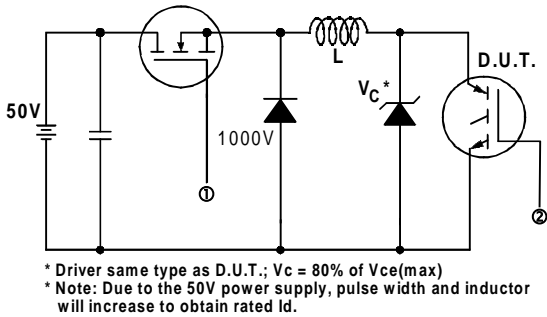 50V
1000V
L
V_C *
D.U.T.
①
②
* Driver same type as D.U.T.; Vc = 80% of Vce(max)
* Note: Due to the 50V power supply, pulse width and inductor
will increase to obtain rated Id.